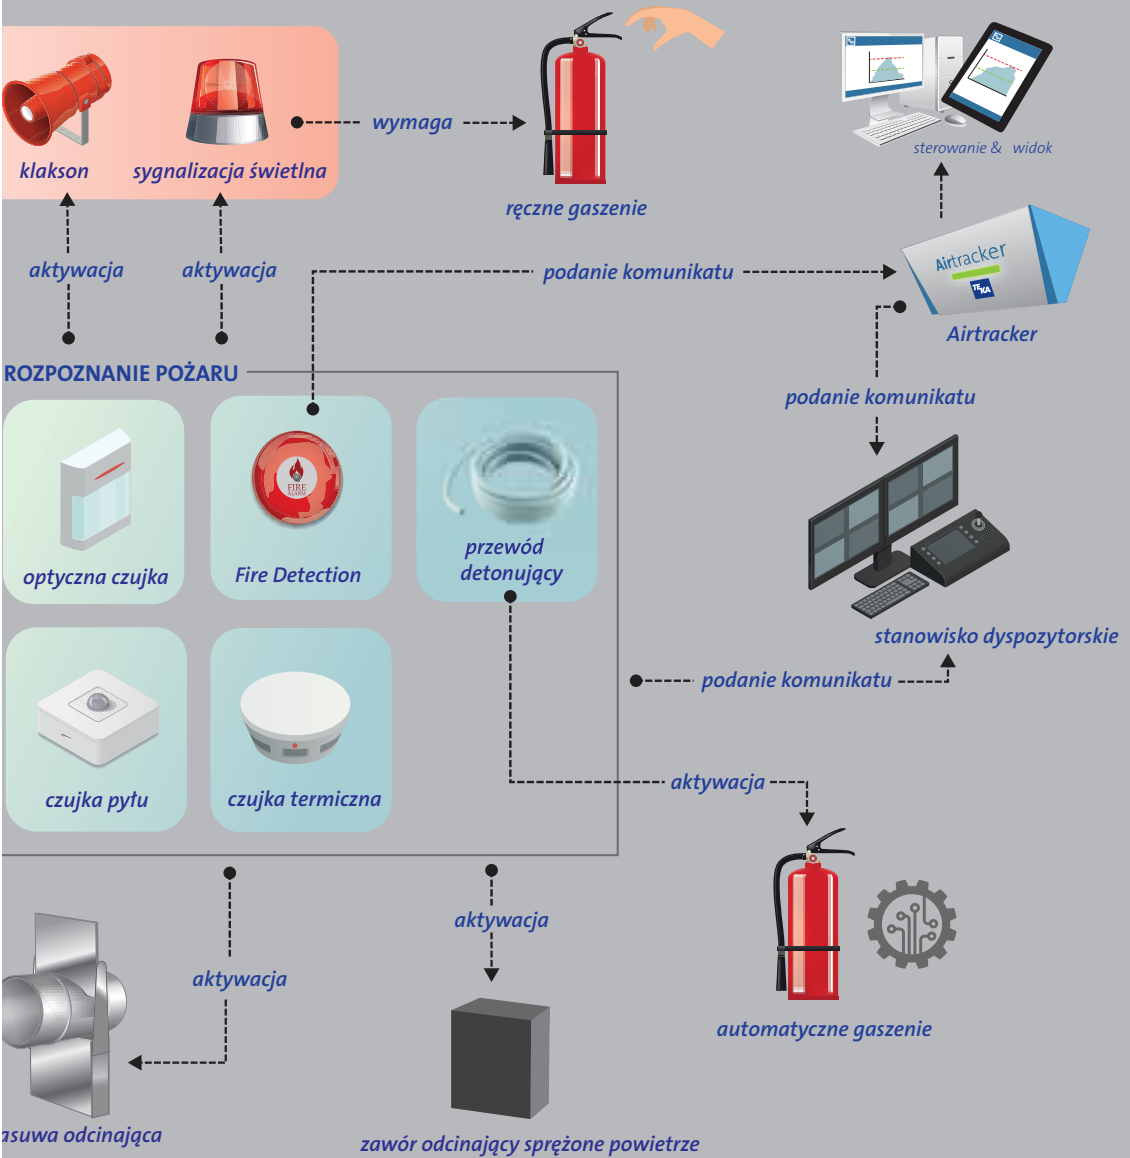 klakson
sygnalizacja świetlna
wymaga
ręczne gaszenie
sterowanie & widok
aktywacja
aktywacja
podanie komunikatu
Airtracker
TEKA
Airtracker
ROZPOZNANIE POŻARU
podanie komunikatu
FIRE
ALARM
optyczna czujka
Fire Detection
przewód
detonujący
stanowisko dyspozytorskie
podanie komunikatu
czujka pyłu
czujka termiczna
aktywacja
aktywacja
aktywacja
automatyczne gaszenie
asuwa odcinająca
zawór odcinający sprężone powietrze